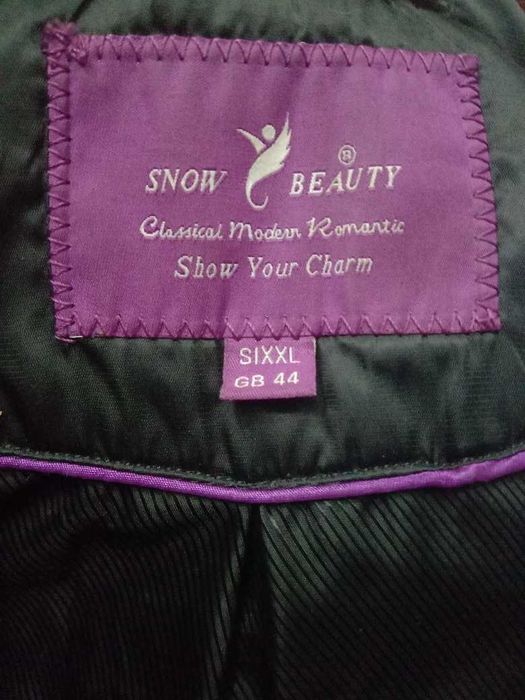 ®
SNOW BEAUTY
Classical Modern Romantic
Show Your Charm
SIXXL
GB 44